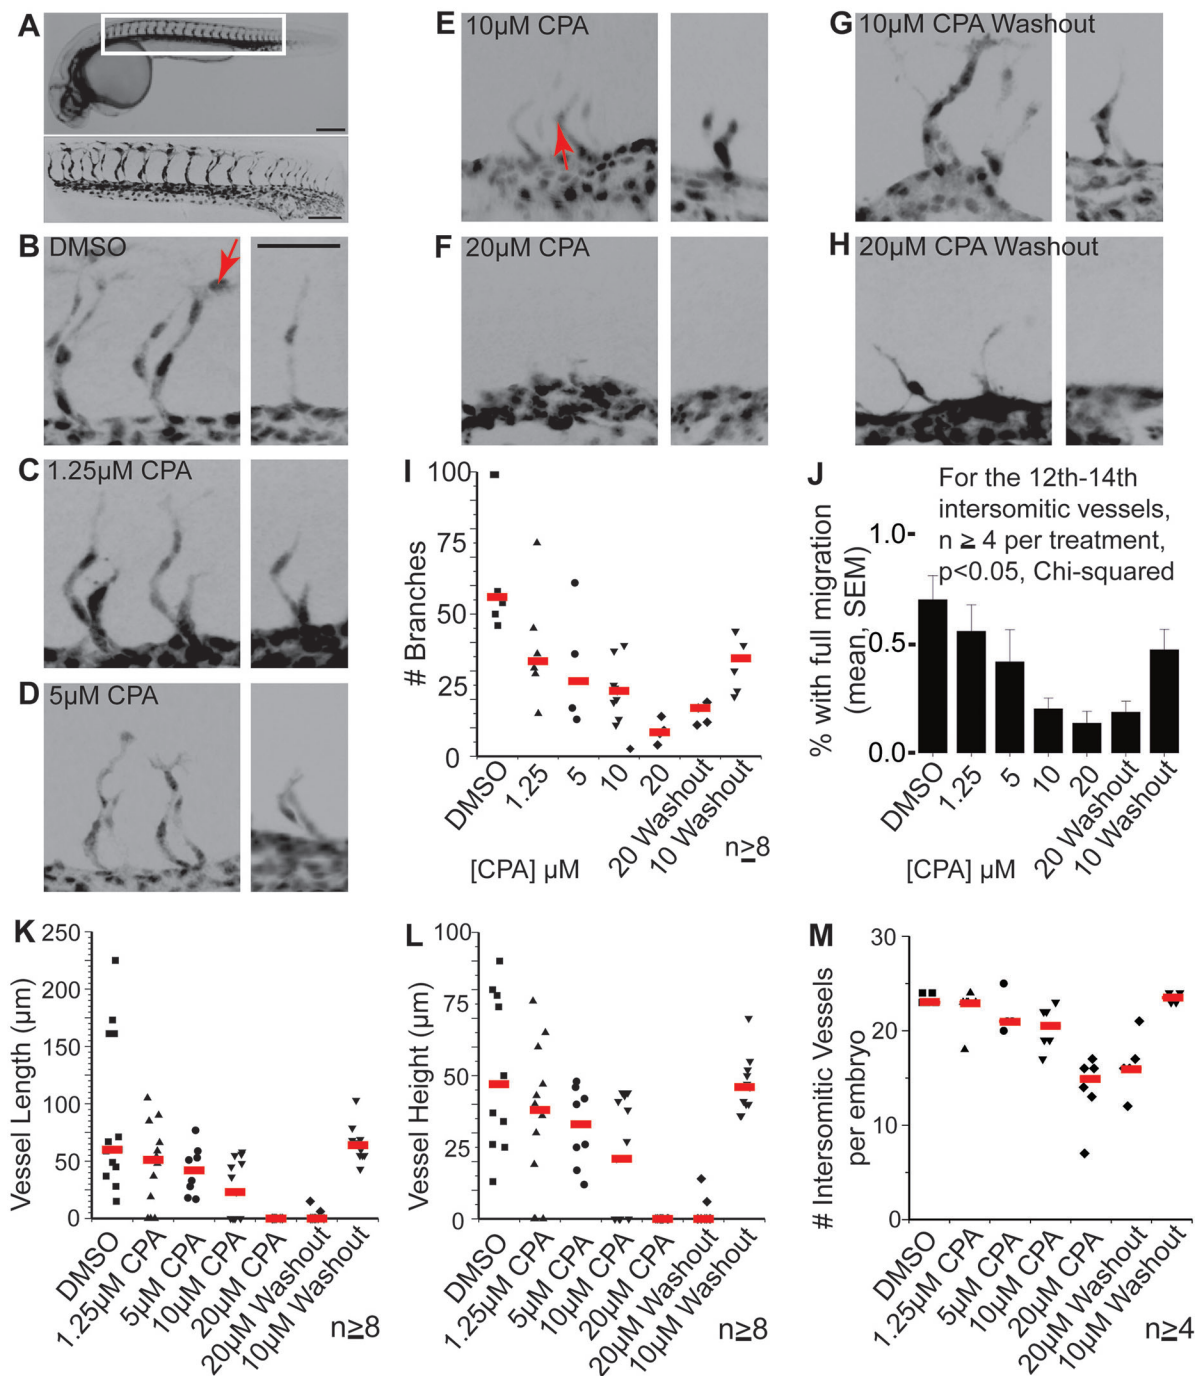 A
B DMSO
C 1.25µM CPA
D 5µM CPA
E 10µM CPA
F 20µM CPA
G 10µM CPA Washout
H 20µM CPA Washout
I
# Branches
100
75
50
25
0
DMSO
1.25
5
10
20
20 Washout
10 Washout
[CPA] µM
n≥8
J
For the 12th-14th
intersomitic vessels,
n ≥ 4 per treatment,
p<0.05, Chi-squared
% with full migration
(mean, SEM)
1.0
0.5
0.0
DMSO
1.25
5
10
20
20 Washout
10 Washout
[CPA] µM
K
Vessel Length (µm)
250
200
150
100
50
0
DMSO
1.25µM CPA
5µM CPA
10µM CPA
20µM CPA
20µM Washout
10µM Washout
n≥8
L
Vessel Height (µm)
100
75
50
25
0
DMSO
1.25µM CPA
5µM CPA
10µM CPA
20µM CPA
20µM Washout
10µM Washout
n≥8
M
# Intersomitic Vessels
per embryo
30
20
10
0
DMSO
1.25µM CPA
5µM CPA
10µM CPA
20µM CPA
20µM Washout
10µM Washout
n≥4